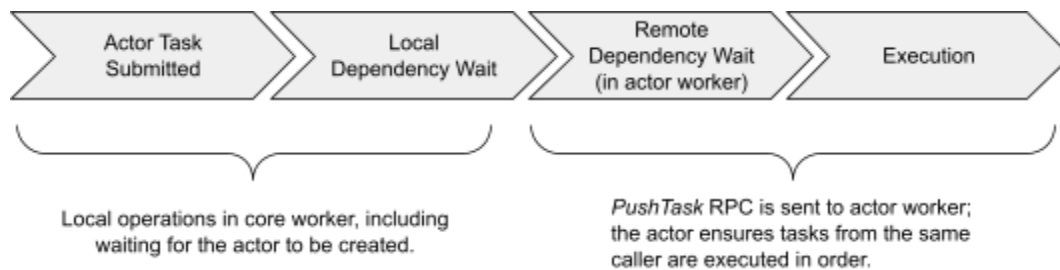 Actor Task
Submitted
Local
Dependency Wait
Remote
Dependency Wait
(in actor worker)
Execution
Local operations in core worker, including
waiting for the actor to be created.
PushTask RPC is sent to actor worker;
the actor ensures tasks from the same
caller are executed in order.